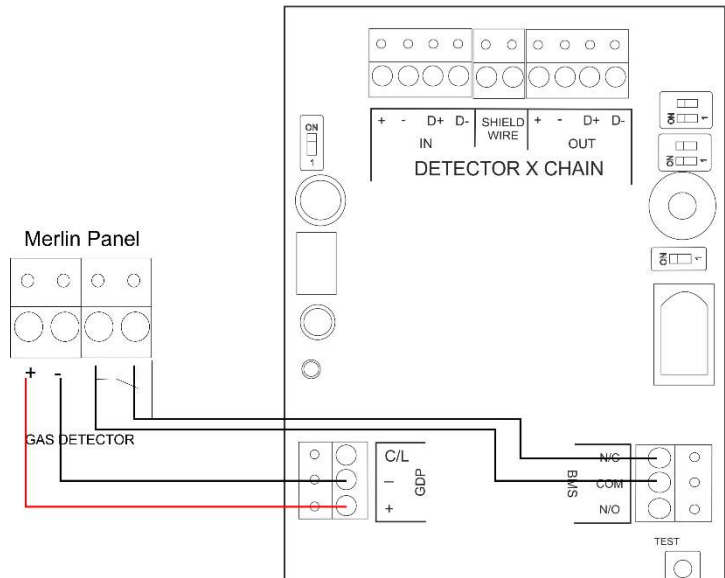 + - D+ D- SHIELD WIRE + - D+ D-
IN OUT
DETECTOR X CHAIN
ON
1
ON 1
ON 1
ON 1
Merlin Panel
+ -
GAS DETECTOR
C/L
–
+
GDP
BMS
N/C
COM
N/O
TEST